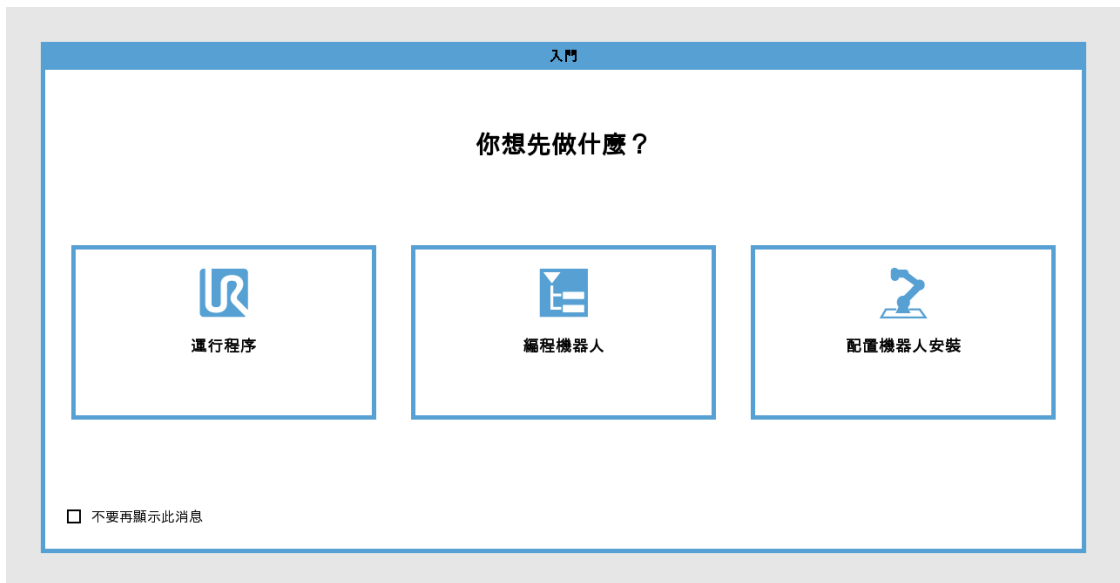 入門
你想先做什麼？
運行程序
編程機器人
配置機器人安裝
不要再顯示此消息